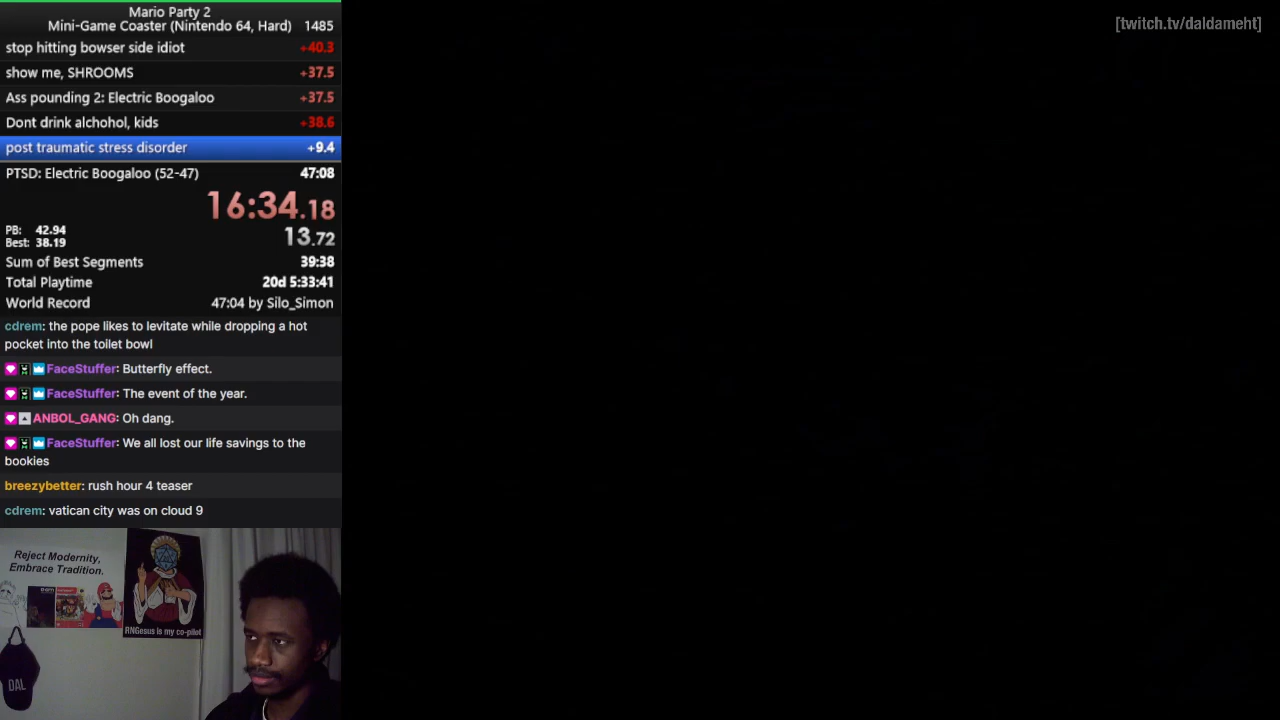 Mario Party 2
Mini-Game Coaster (Nintendo 64, Hard) 1485
stop hitting bowser side idiot +40.3
show me, SHROOMS +37.5
Ass pounding 2: Electric Boogaloo +37.5
Dont drink alchohol, kids +38.6
post traumatic stress disorder +9.4
PTSD: Electric Boogaloo (52-47) 47:08
16:34.18
PB: 42.94
Best: 38.19
13.72
Sum of Best Segments 39:38
Total Playtime 20d 5:33:41
World Record 47:04 by Silo_Simon
cdrem: the pope likes to levitate while dropping a hot
pocket into the toilet bowl
FaceStuffer: Butterfly effect.
FaceStuffer: The event of the year.
ANBOL_GANG: Oh dang.
FaceStuffer: We all lost our life savings to the
bookies
breezybetter: rush hour 4 teaser
cdrem: vatican city was on cloud 9
Reject Modernity,
Embrace Tradition.
RNGesus is my co-pilot
DAL
[twitch.tv/daldameht]